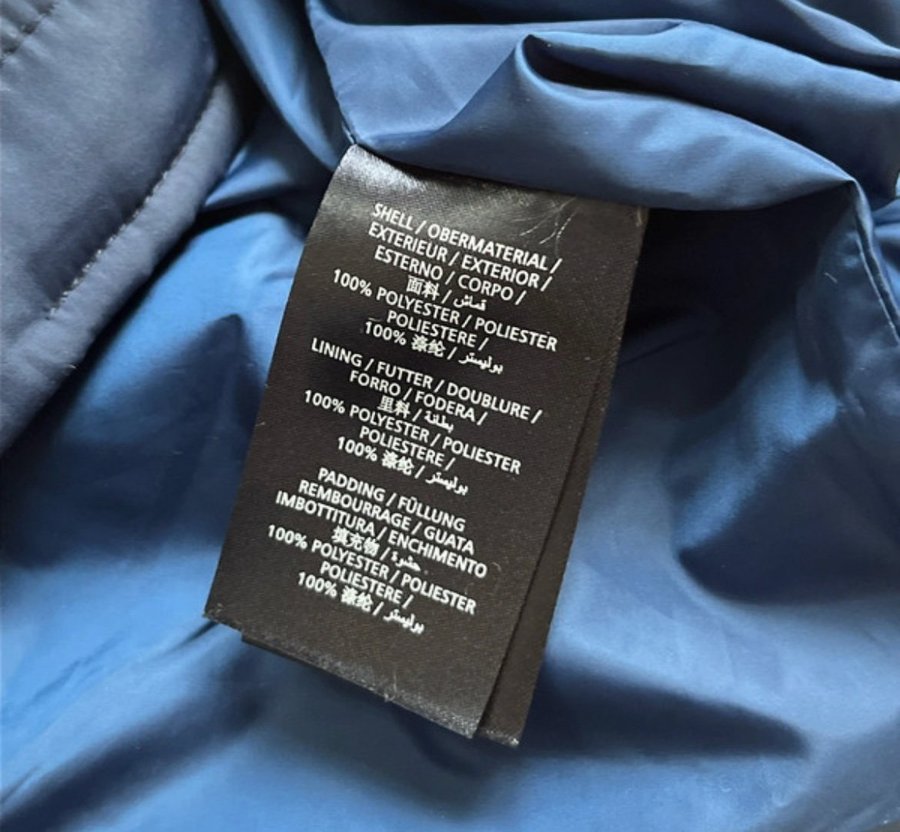 SHELL / OBERMATERIAL /
EXTERIEUR / EXTERIOR /
ESTERNO / CORPO /
面料 / قماش
100% POLYESTER / POLIESTER
POLIESTERE /
100% 涤纶 / بوليستر
LINING / FUTTER / DOUBLURE /
FORRO / FODERA /
里料 / بطانة
100% POLYESTER / POLIESTER
POLIESTERE /
100% 涤纶 / بوليستر
PADDING / FÜLLUNG
REMBOURRAGE / GUATA
IMBOTTITURA / ENCHIMENTO
填充物 / حشوة
100% POLYESTER / POLIESTER
POLIESTERE /
100% 涤纶 / بوليستر